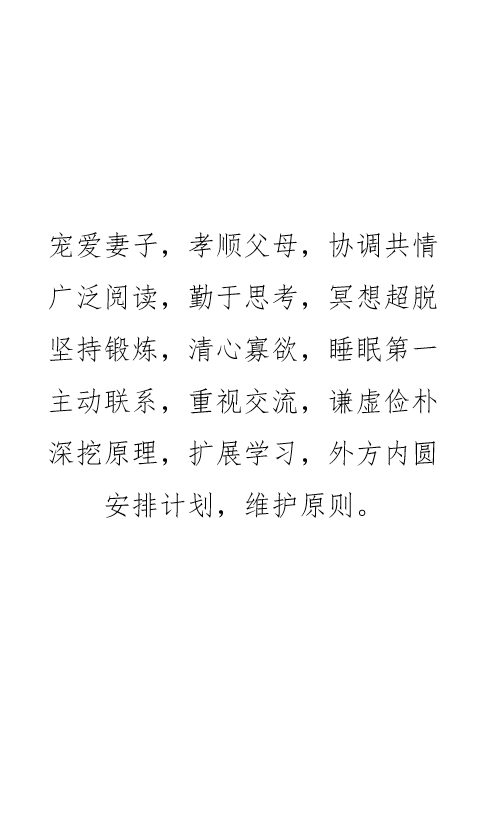 宠爱妻子，孝顺父母，协调共情
广泛阅读，勤于思考，冥想超脱
坚持锻炼，清心寡欲，睡眠第一
主动联系，重视交流，谦虚俭朴
深挖原理，扩展学习，外方内圆
安排计划，维护原则。